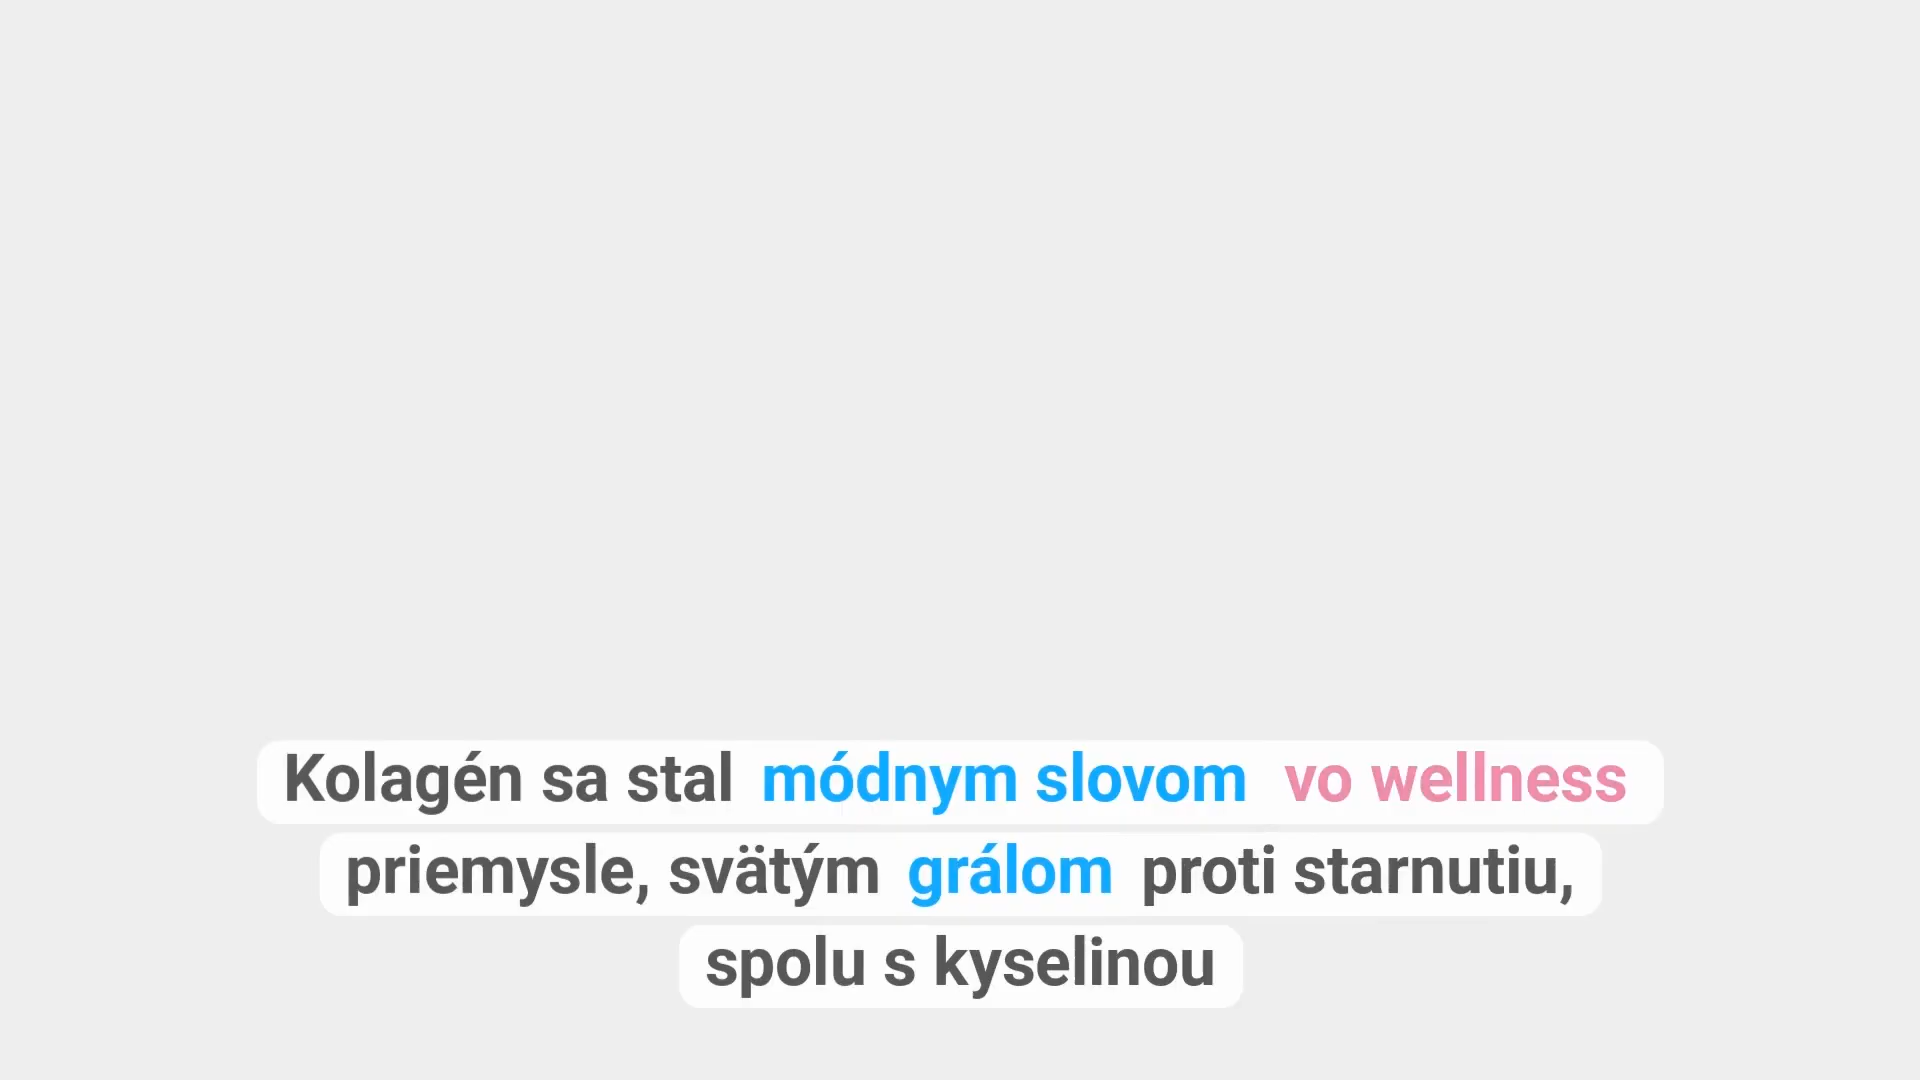 Kolagén sa stal módnym slovom vo wellness
priemysle, svätým grálom proti starnutiu,
spolu s kyselinou